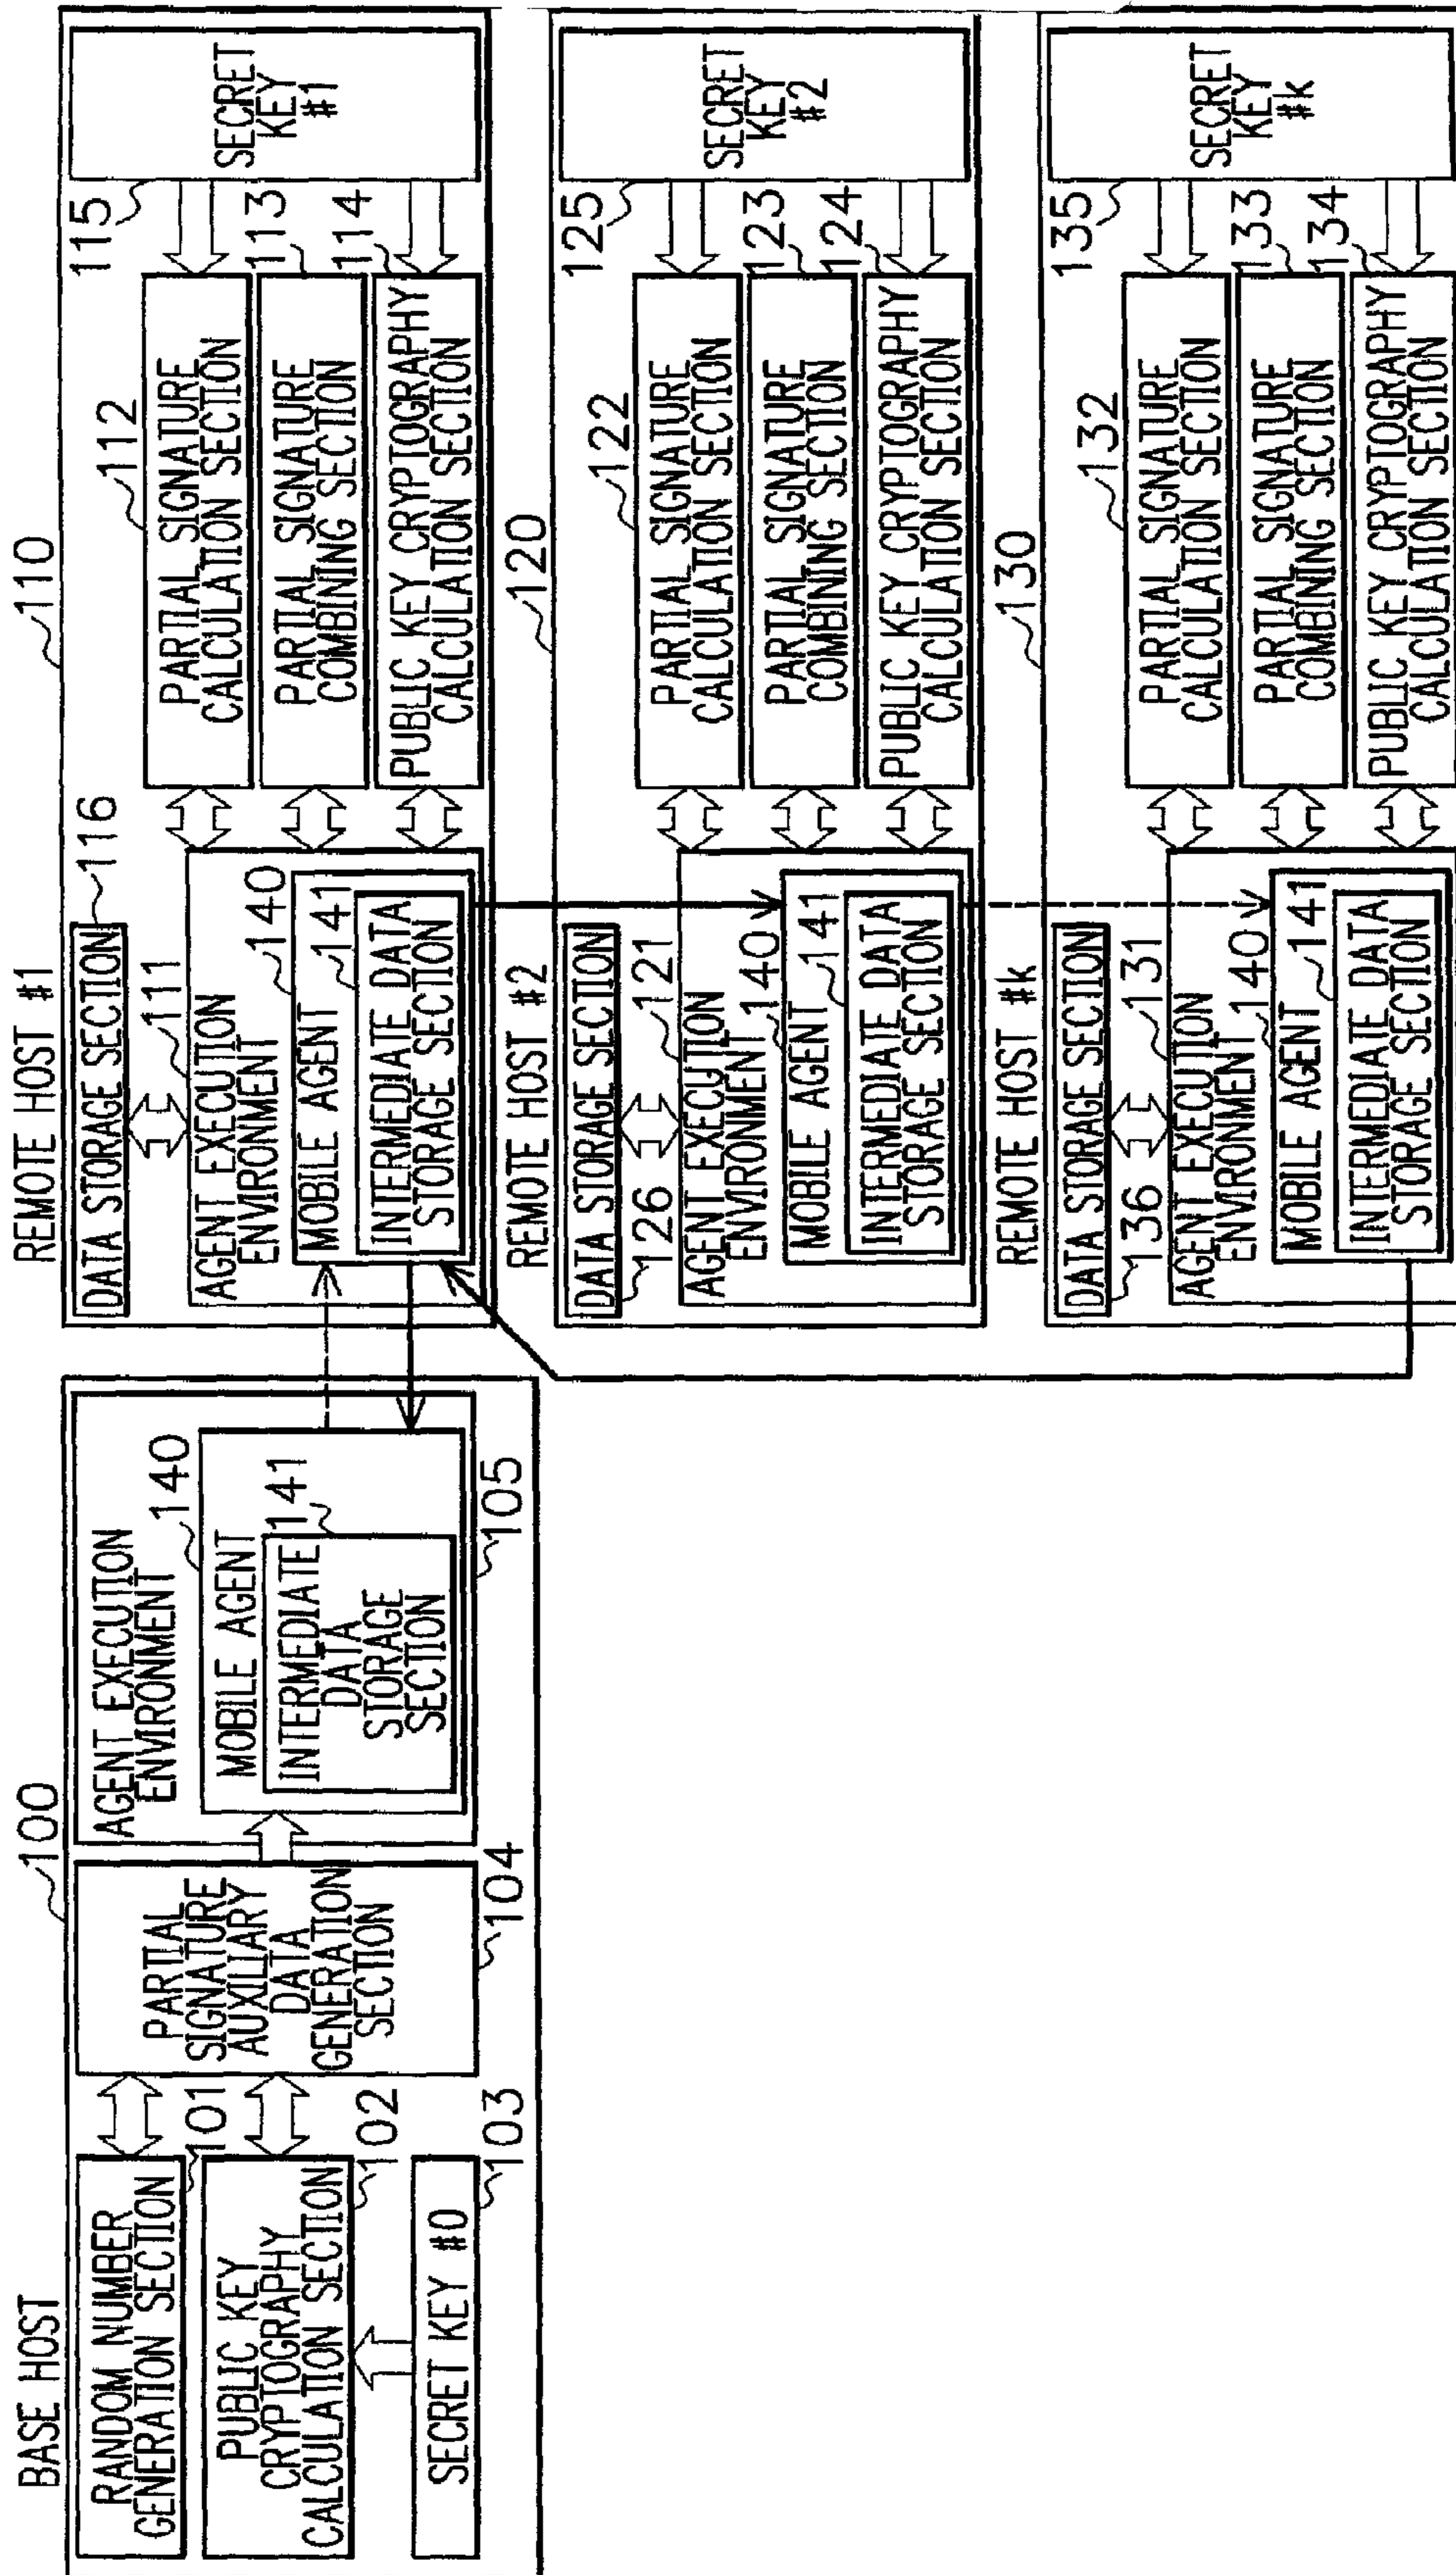 BASE HOST
100
RANDOM NUMBER
GENERATION SECTION
101
PUBLIC KEY
CRYPTOGRAPHY
CALCULATION SECTION
102
SECRET KEY #0
103
PARTIAL
SIGNATURE
AUXILIARY
DATA
GENERATION
SECTION
104
AGENT EXECUTION
ENVIRONMENT
140
MOBILE AGENT
141
INTERMEDIATE
DATA
STORAGE
SECTION
105
REMOTE HOST #1
110
DATA STORAGE SECTION
116
111
AGENT EXECUTION
ENVIRONMENT
140
MOBILE AGENT
141
INTERMEDIATE DATA
STORAGE SECTION
112
PARTIAL SIGNATURE
CALCULATION SECTION
113
PARTIAL SIGNATURE
COMBINING SECTION
114
PUBLIC KEY CRYPTOGRAPHY
CALCULATION SECTION
115
SECRET
KEY
#1
REMOTE HOST #2
120
DATA STORAGE SECTION
126
121
AGENT EXECUTION
ENVIRONMENT
140
MOBILE AGENT
141
INTERMEDIATE DATA
STORAGE SECTION
122
PARTIAL SIGNATURE
CALCULATION SECTION
123
PARTIAL SIGNATURE
COMBINING SECTION
124
PUBLIC KEY CRYPTOGRAPHY
CALCULATION SECTION
125
SECRET
KEY
#2
REMOTE HOST #k
130
DATA STORAGE SECTION
136
131
AGENT EXECUTION
ENVIRONMENT
140
MOBILE AGENT
141
INTERMEDIATE DATA
STORAGE SECTION
132
PARTIAL SIGNATURE
CALCULATION SECTION
133
PARTIAL SIGNATURE
COMBINING SECTION
134
PUBLIC KEY CRYPTOGRAPHY
CALCULATION SECTION
135
SECRET
KEY
#k